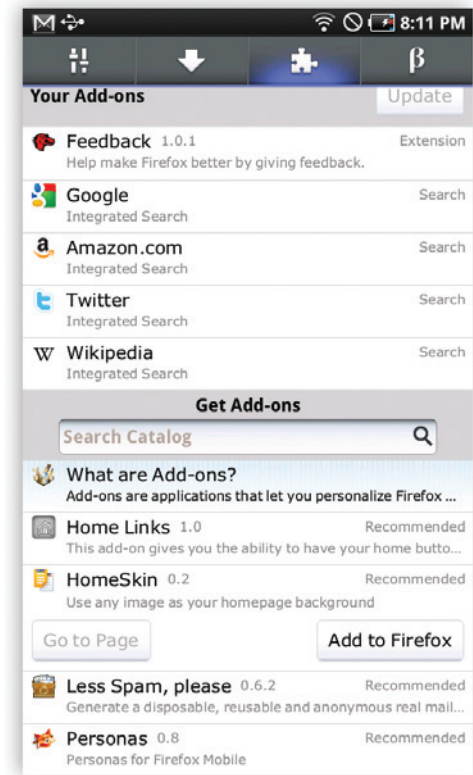 8:11 PM
β
Your Add-ons Update
Feedback 1.0.1 Extension
Help make Firefox better by giving feedback.
Google Search
Integrated Search
Amazon.com Search
Integrated Search
Twitter Search
Integrated Search
W Wikipedia Search
Integrated Search
Get Add-ons
Search Catalog
What are Add-ons?
Add-ons are applications that let you personalize Firefox ...
Home Links 1.0 Recommended
This add-on gives you the ability to have your home butto...
HomeSkin 0.2 Recommended
Use any image as your homepage background
Go to Page Add to Firefox
Less Spam, please 0.6.2 Recommended
Generate a disposable, reusable and anonymous real mail...
Personas 0.8 Recommended
Personas for Firefox Mobile